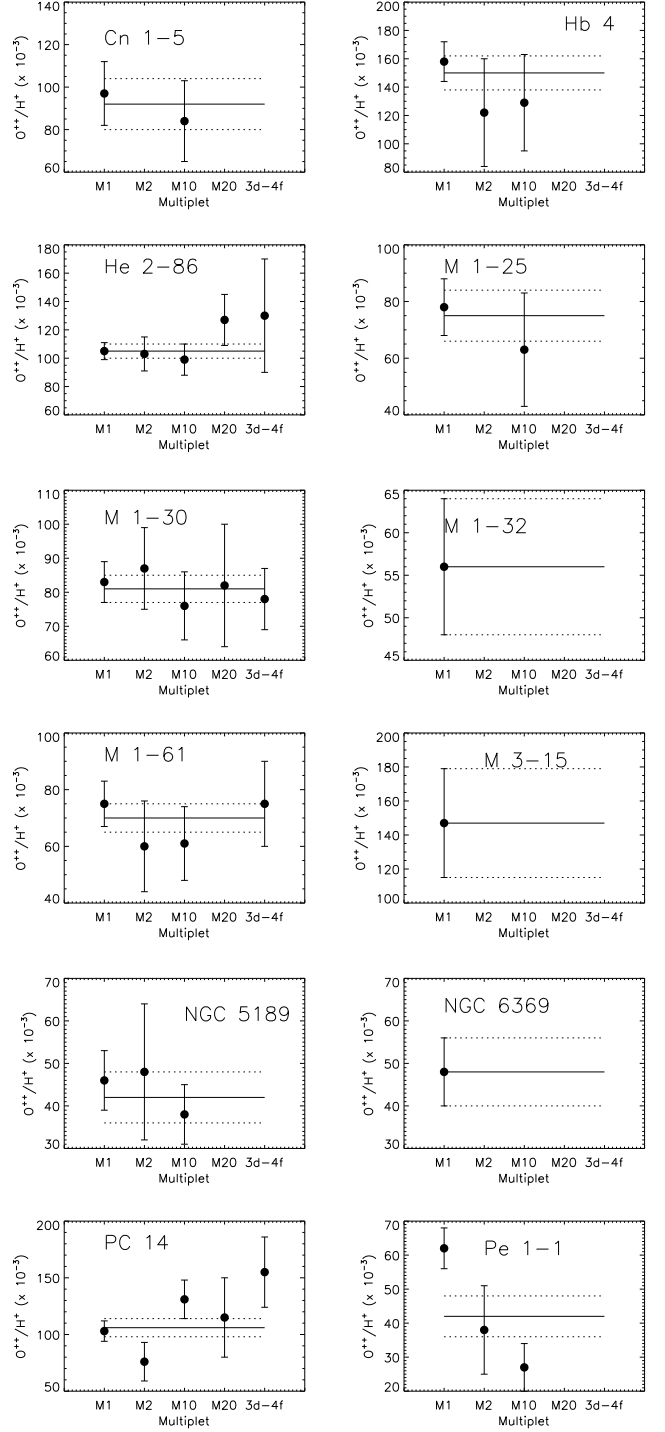 Cn 1-5
O++/H+ (x 10-3)
140
120
100
80
60
M1 M2 M10 M20 3d-4f
Multiplet
Hb 4
O++/H+ (x 10-3)
200
180
160
140
120
100
80
M1 M2 M10 M20 3d-4f
Multiplet
He 2-86
O++/H+ (x 10-3)
180
160
140
120
100
80
60
M1 M2 M10 M20 3d-4f
Multiplet
M 1-25
O++/H+ (x 10-3)
100
80
60
40
M1 M2 M10 M20 3d-4f
Multiplet
M 1-30
O++/H+ (x 10-3)
110
100
90
80
70
60
M1 M2 M10 M20 3d-4f
Multiplet
M 1-32
O++/H+ (x 10-3)
65
60
55
50
45
M1 M2 M10 M20 3d-4f
Multiplet
M 1-61
O++/H+ (x 10-3)
100
80
60
40
M1 M2 M10 M20 3d-4f
Multiplet
M 3-15
O++/H+ (x 10-3)
200
180
160
140
120
100
M1 M2 M10 M20 3d-4f
Multiplet
NGC 5189
O++/H+ (x 10-3)
70
60
50
40
30
M1 M2 M10 M20 3d-4f
Multiplet
NGC 6369
O++/H+ (x 10-3)
70
60
50
40
30
M1 M2 M10 M20 3d-4f
Multiplet
PC 14
O++/H+ (x 10-3)
200
150
100
50
M1 M2 M10 M20 3d-4f
Multiplet
Pe 1-1
O++/H+ (x 10-3)
70
60
50
40
30
20
M1 M2 M10 M20 3d-4f
Multiplet